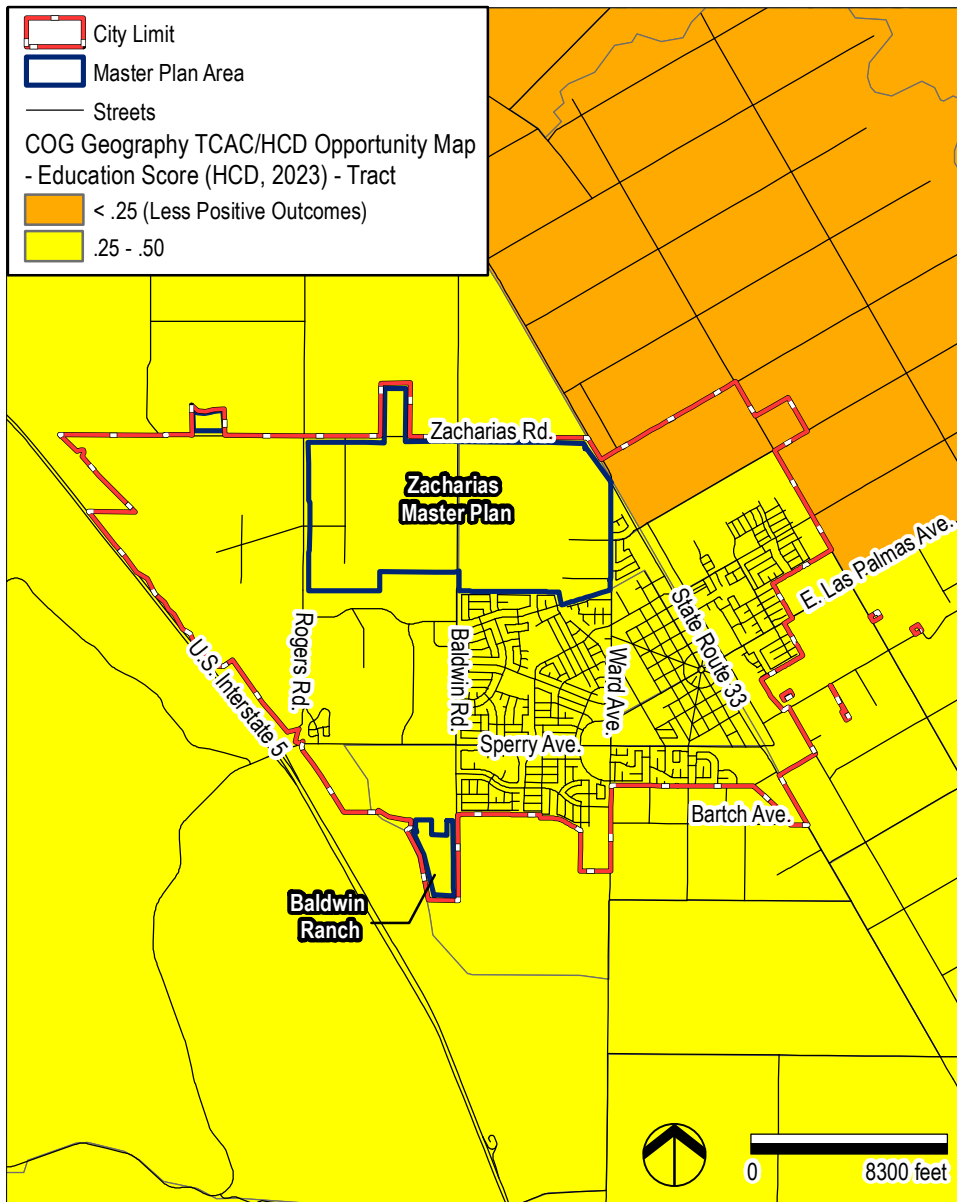 City Limit
Master Plan Area
Streets
COG Geography TCAC/HCD Opportunity Map
- Education Score (HCD, 2023) - Tract
< .25 (Less Positive Outcomes)
.25 - .50
Zacharias Rd.
Zacharias
Master Plan
E. Las Palmas Ave.
State Route 33
Rogers Rd.
Baldwin Rd.
Ward Ave.
U.S. Interstate 5
Sperry Ave.
Bartch Ave.
Baldwin
Ranch
0 8300 feet